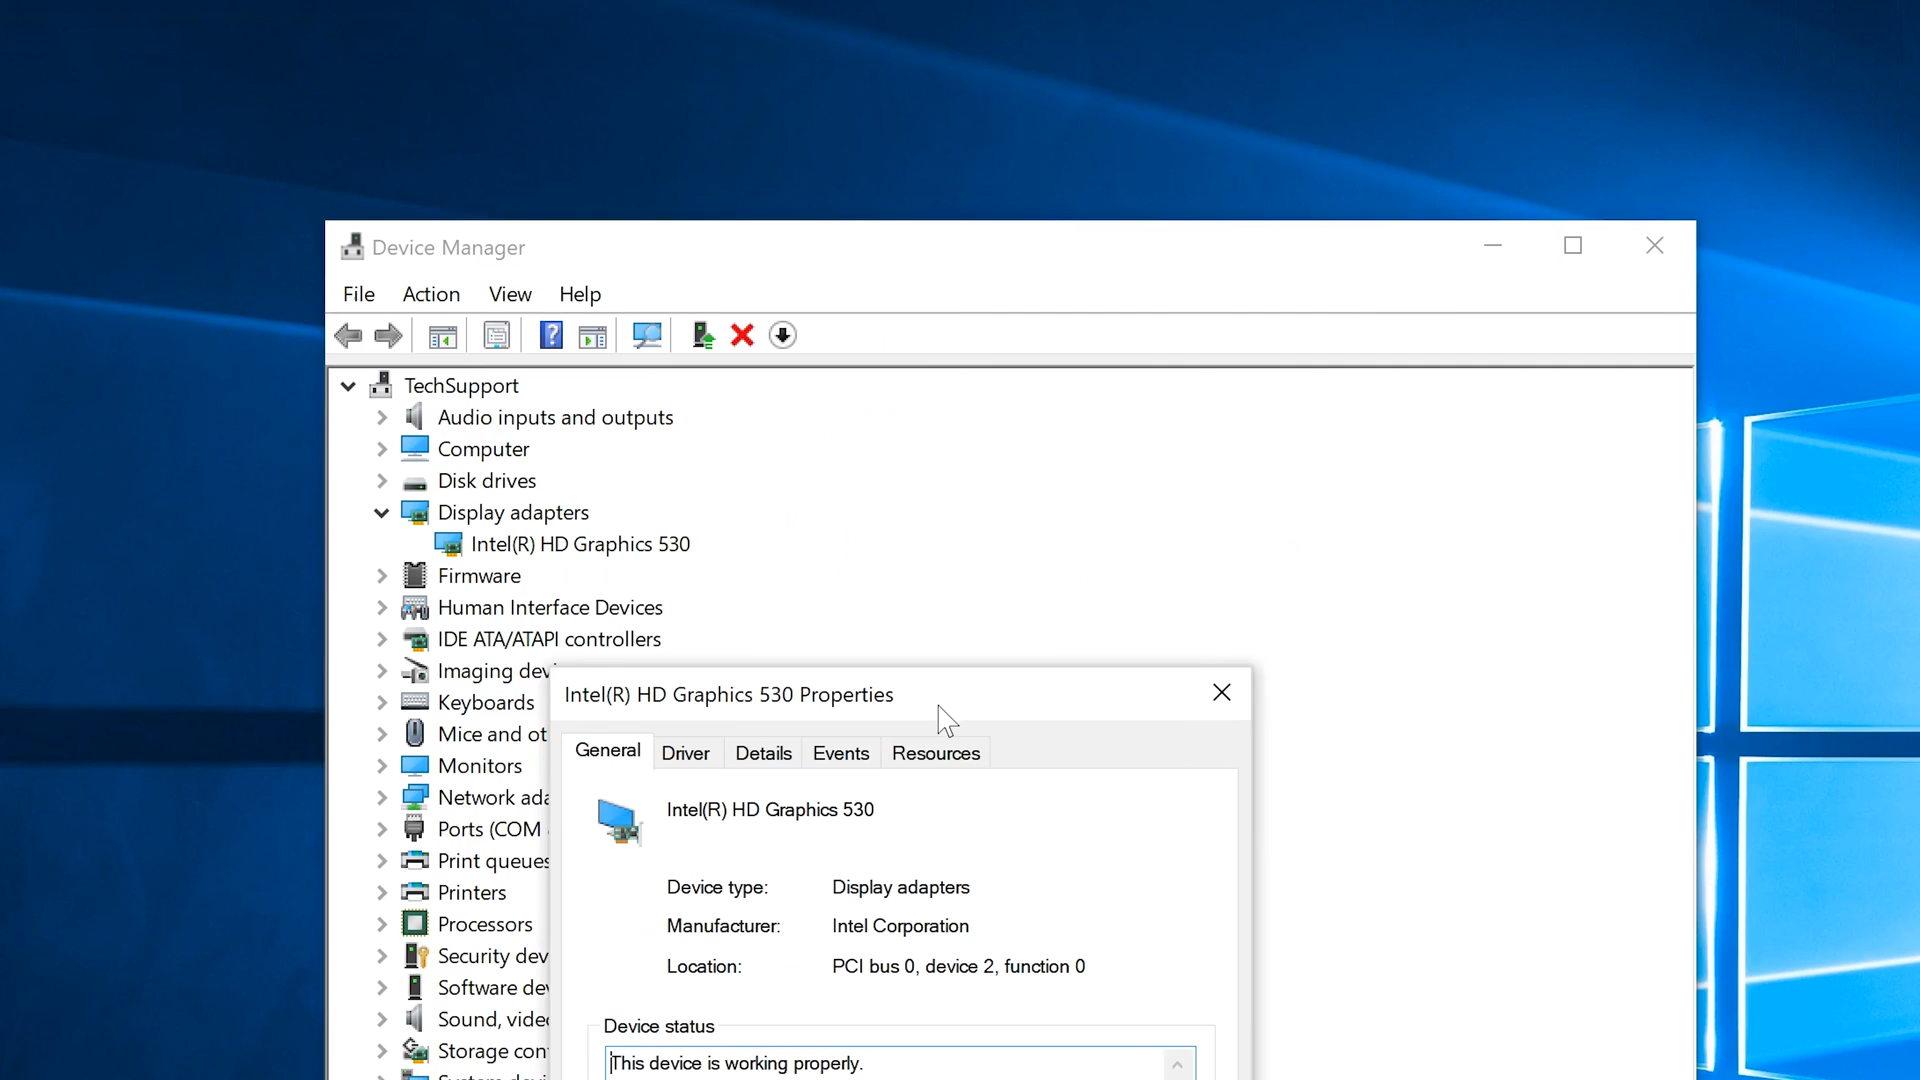 Device Manager
File Action View Help
TechSupport
Audio inputs and outputs
Computer
Disk drives
Display adapters
Intel(R) HD Graphics 530
Firmware
Human Interface Devices
IDE ATA/ATAPI controllers
Imaging dev
Keyboards
Mice and ot
Monitors
Network ada
Ports (COM
Print queues
Printers
Processors
Security dev
Software dev
Sound, video
Storage con
Intel(R) HD Graphics 530 Properties
General Driver Details Events Resources
Intel(R) HD Graphics 530
Device type: Display adapters
Manufacturer: Intel Corporation
Location: PCI bus 0, device 2, function 0
Device status
This device is working properly.